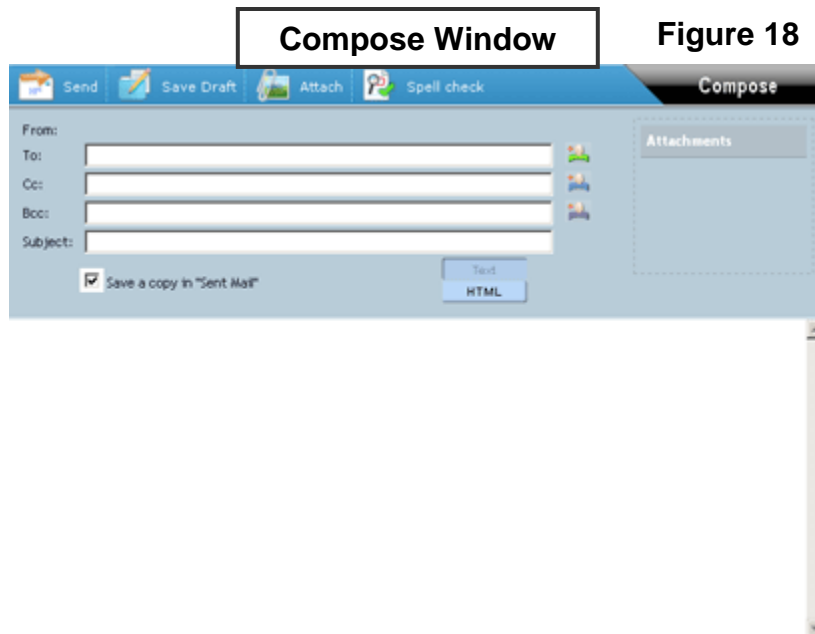 Compose Window
Figure 18
Send Save Draft Attach Spell check Compose
From:
Attachments
To:
Cc:
Bcc:
Subject:
Save a copy in "Sent Mail"
Text
HTML